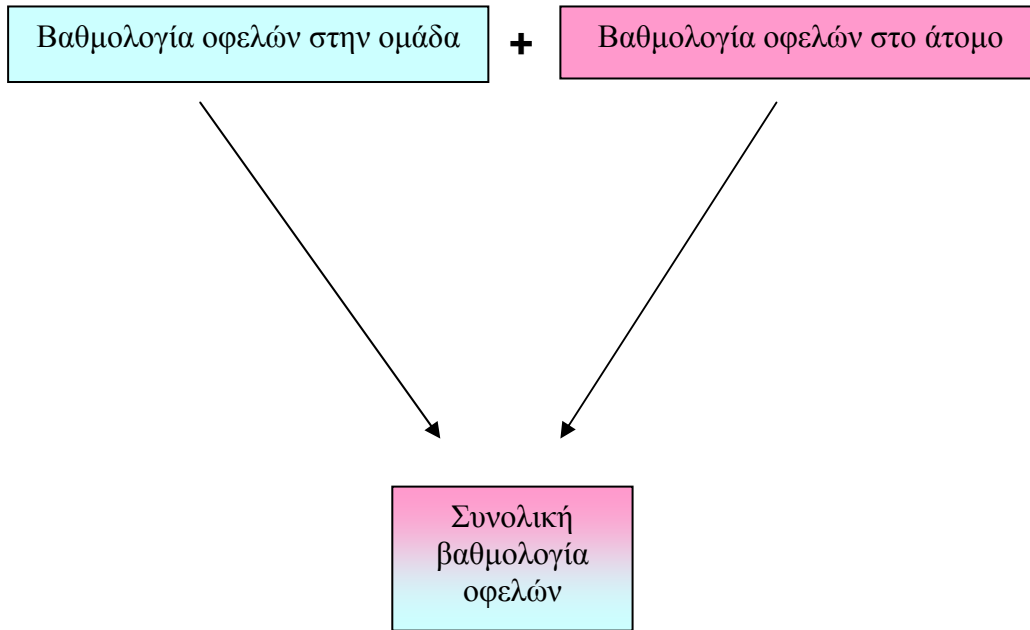 Βαθμολογία οφελών στην ομάδα + Βαθμολογία οφελών στο άτομο
Συνολική
βαθμολογία
οφελών